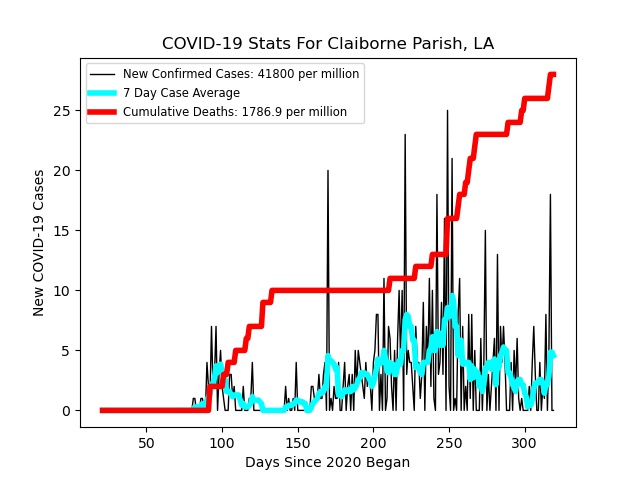 COVID-19 Stats For Claiborne Parish, LA
New Confirmed Cases: 41800 per million
7 Day Case Average
Cumulative Deaths: 1786.9 per million
New COVID-19 Cases
25
20
15
10
5
0
50 100 150 200 250 300
Days Since 2020 Began